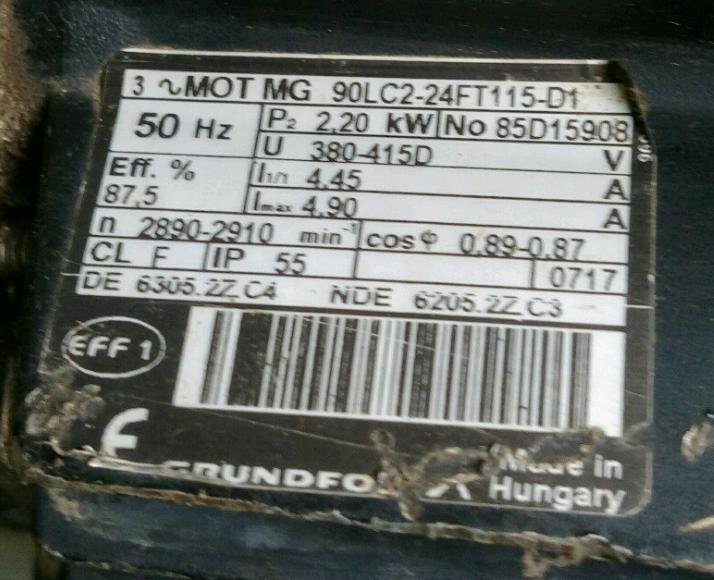 3 ∿ MOT MG 90LC2-24FT115-D1
50 Hz P₂ 2,20 kW No 85D15908
U 380-415D V
Eff. % I₁/₁ 4,45 A
87,5 Imax 4,90 A
n 2890-2910 min⁻¹ cos φ 0,89-0,87
CL F IP 55 0717
DE 6305.2Z.C4 NDE 6205.2Z.C3
EFF 1
Made in
GRUNDFOS Hungary